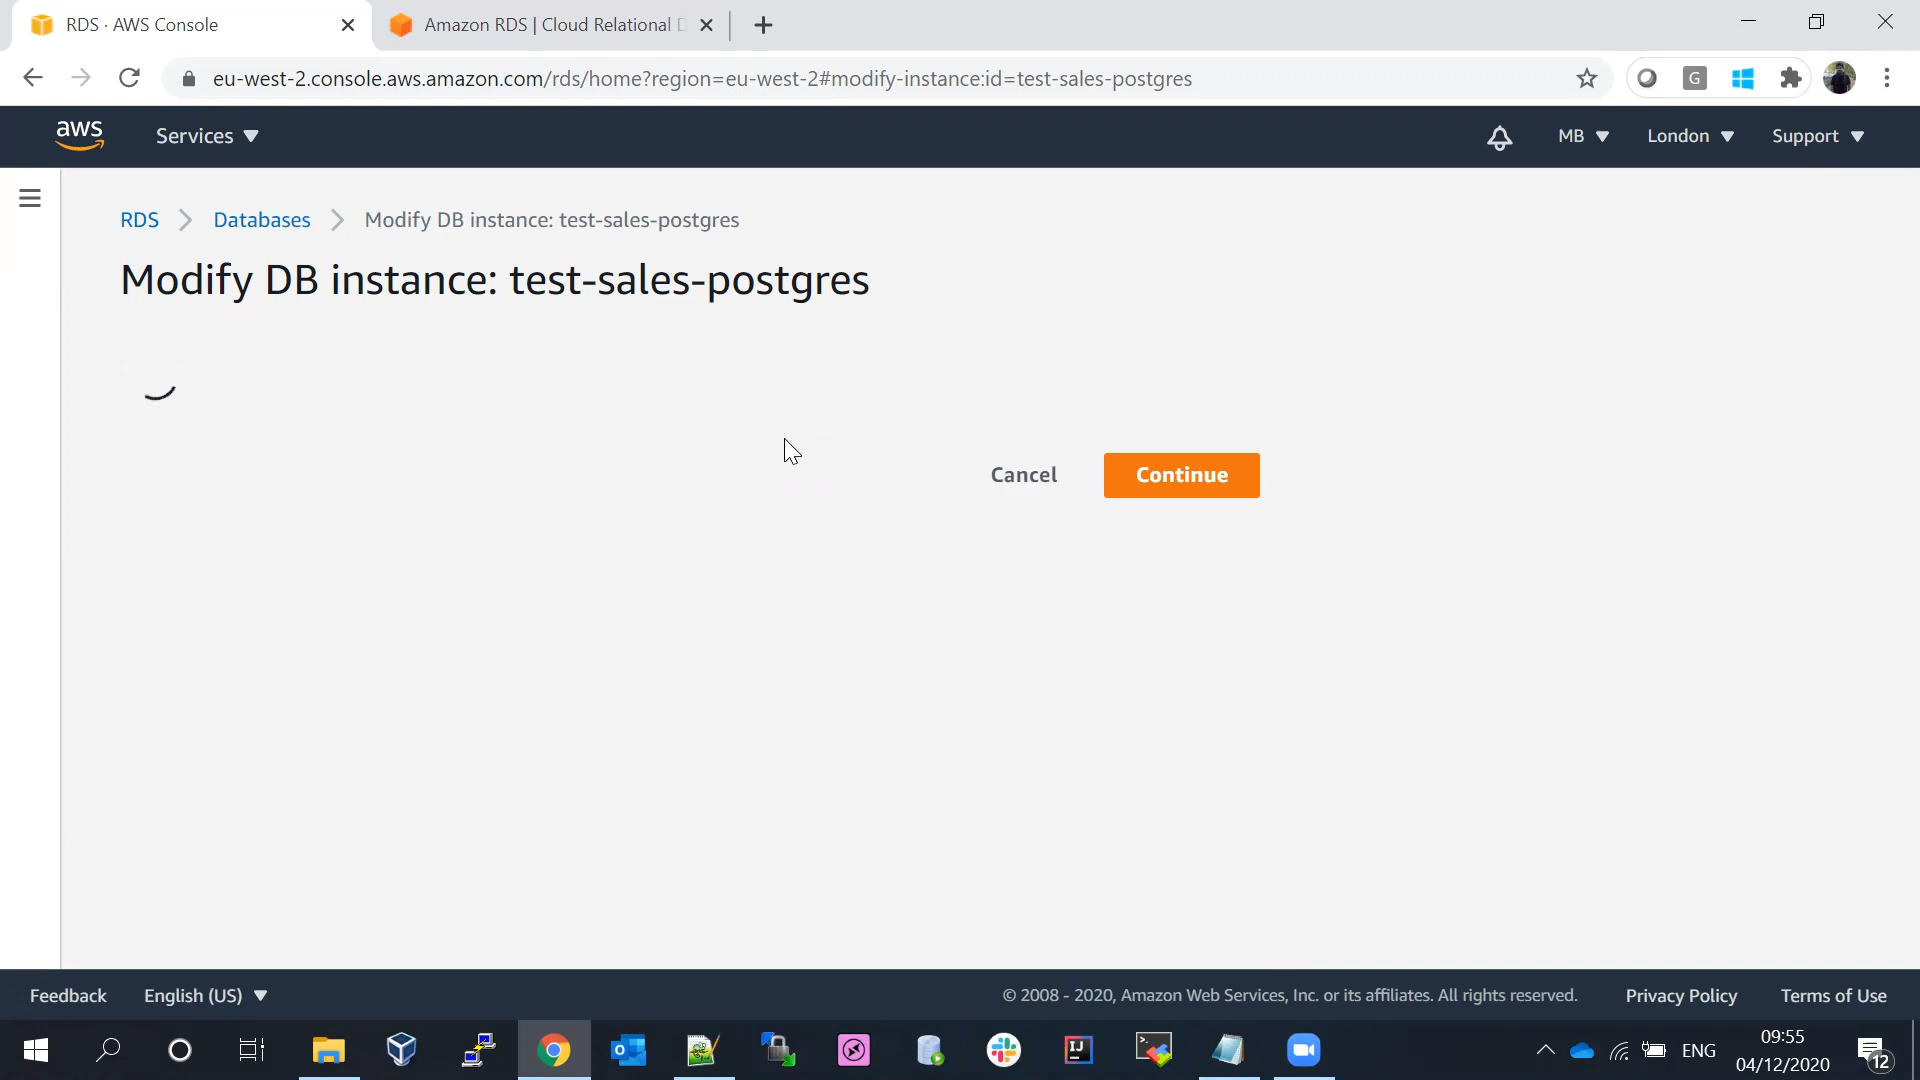 RDS · AWS Console
Amazon RDS | Cloud Relational D
eu-west-2.console.aws.amazon.com/rds/home?region=eu-west-2#modify-instance:id=test-sales-postgres
G
aws
Services
MB
London
Support
RDS
Databases
Modify DB instance: test-sales-postgres
Modify DB instance: test-sales-postgres
Cancel
Continue
Feedback
English (US)
© 2008 - 2020, Amazon Web Services, Inc. or its affiliates. All rights reserved.
Privacy Policy
Terms of Use
IJ
ENG
09:55
04/12/2020
12